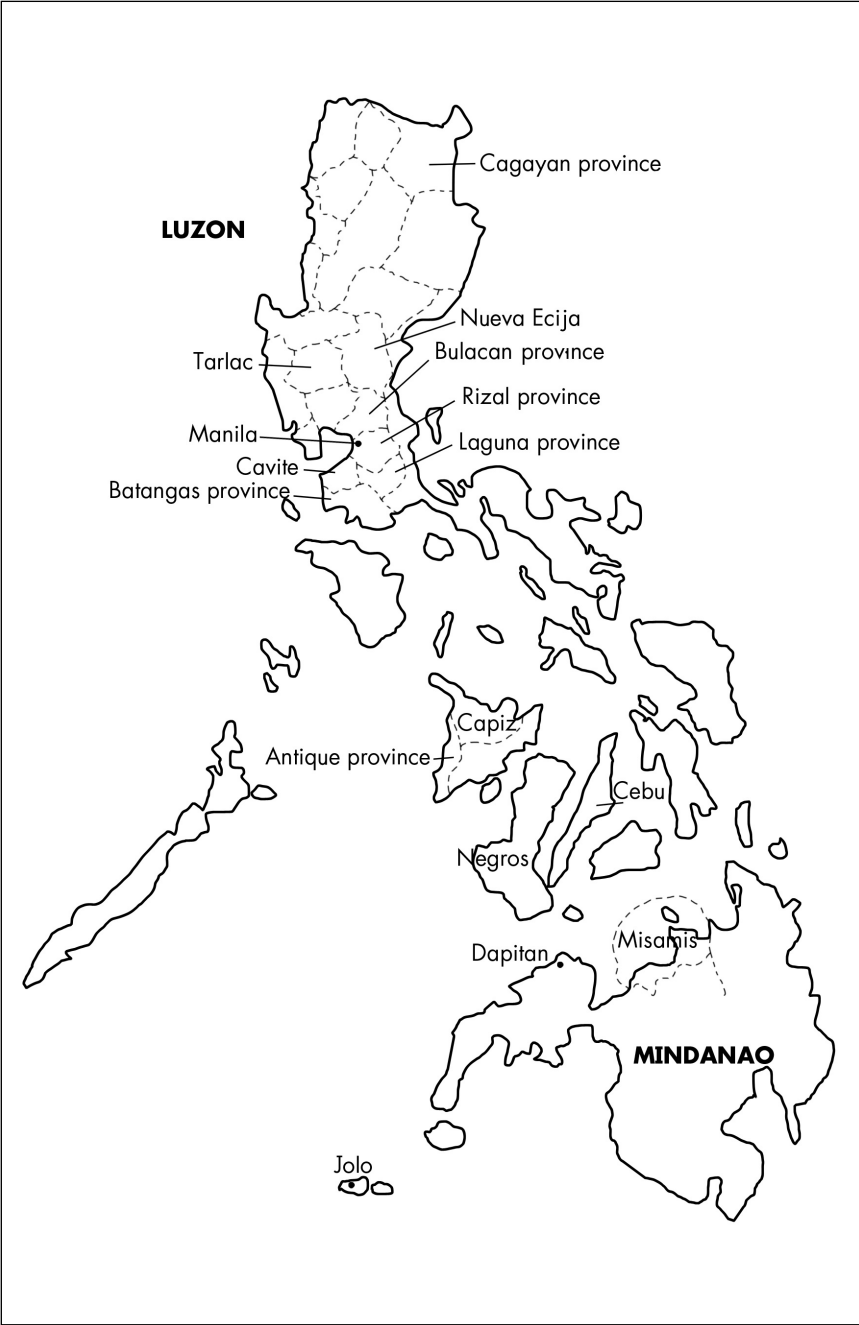 Cagayan province
LUZON
Nueva Ecija
Bulacan province
Tarlac
Rizal province
Manila
Laguna province
Cavite
Batangas province
Capiz
Antique province
Cebu
Negros
Misamis
Dapitan
MINDANAO
Jolo